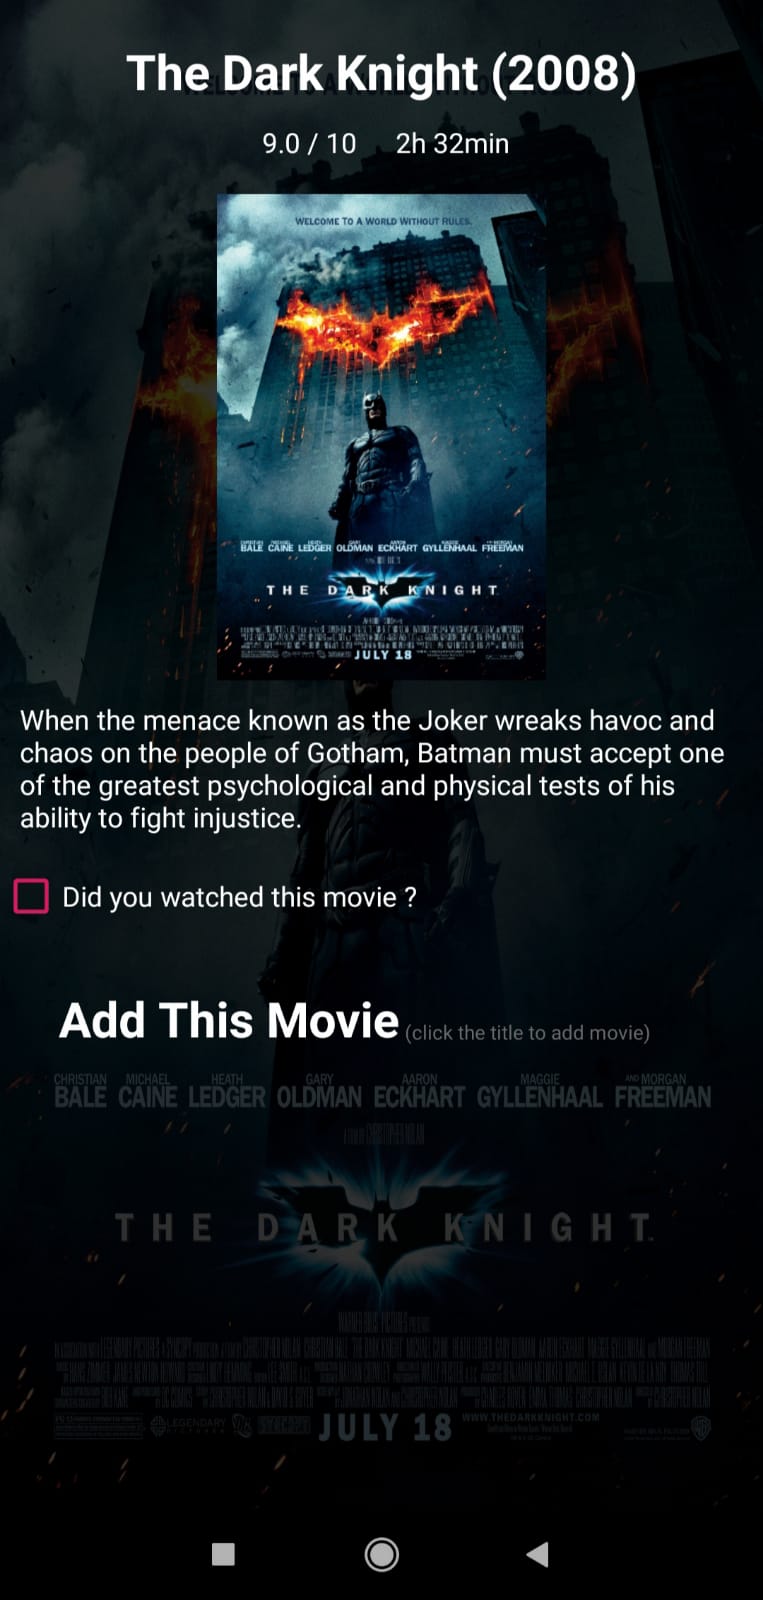 The Dark Knight (2008)
9.0 / 10 2h 32min
WELCOME TO A WORLD WITHOUT RULES.
CHRISTIAN MICHAEL HEATH GARY AARON MAGGIE AND MORGAN
BALE CAINE LEDGER OLDMAN ECKHART GYLLENHAAL FREEMAN
THE DARK KNIGHT
JULY 18
When the menace known as the Joker wreaks havoc and
chaos on the people of Gotham, Batman must accept one
of the greatest psychological and physical tests of his
ability to fight injustice.
Did you watched this movie ?
Add This Movie (click the title to add movie)
CHRISTIAN MICHAEL HEATH GARY AARON MAGGIE AND MORGAN
BALE CAINE LEDGER OLDMAN ECKHART GYLLENHAAL FREEMAN
A FILM BY CHRISTOPHER NOLAN
THE DARK KNIGHT
LEGENDARY PICTURES JULY 18 WWW.THEDARKKNIGHT.COM